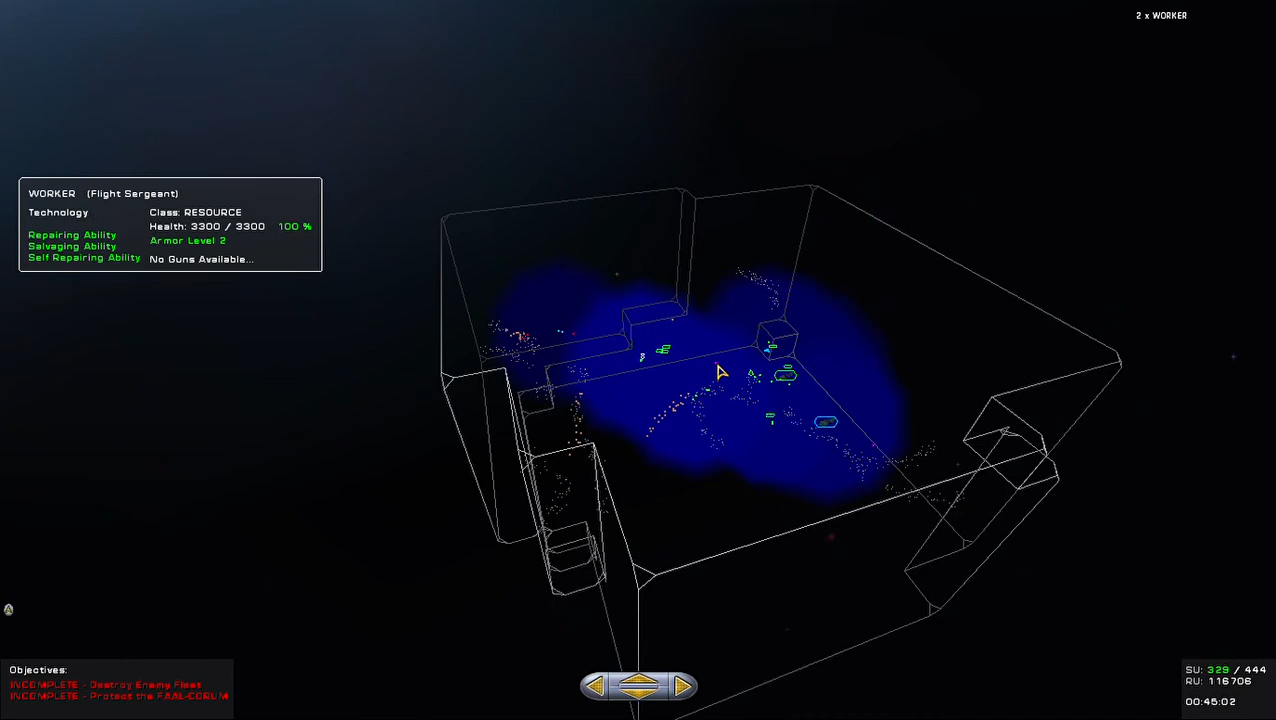 2 x WORKER
WORKER (Flight Sergeant)
Technology
Class: RESOURCE
Health: 3300 / 3300 100 %
Repairing Ability
Armor Level 2
Salvaging Ability
Self Repairing Ability
No Guns Available...
Objectives:
INCOMPLETE - Destroy Enemy Fleet
INCOMPLETE - Protect the FAAL-CORUM
SU: 329 / 444
RU: 116706
00:45:02